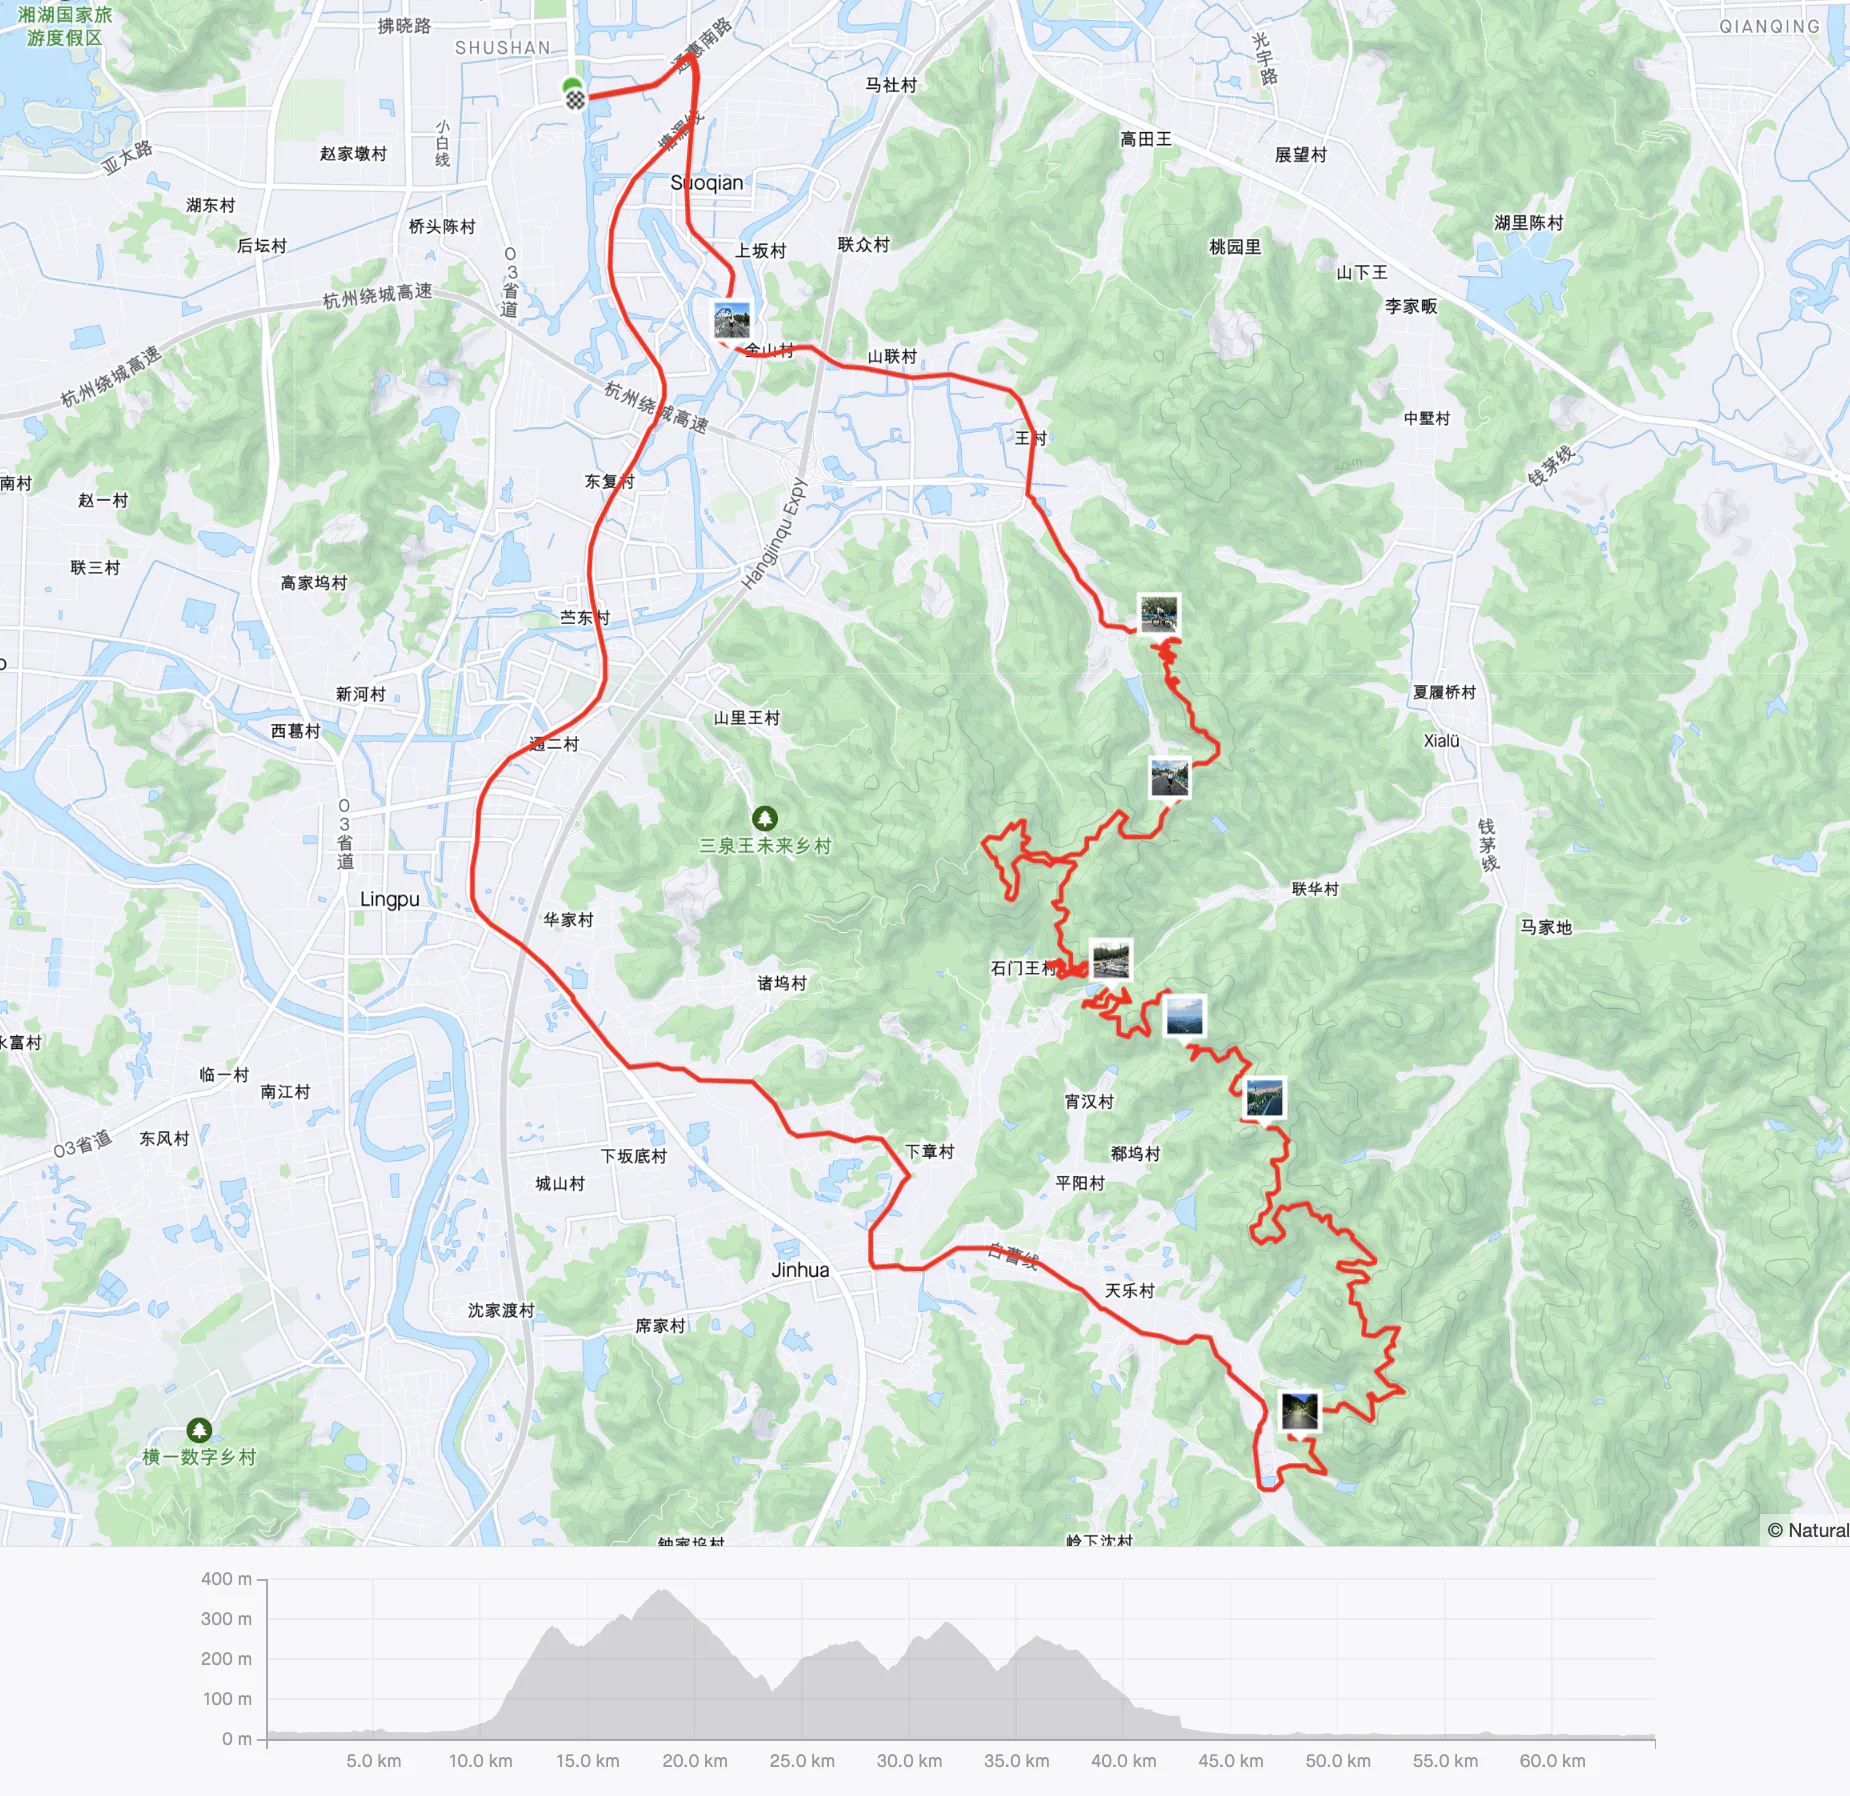 湘湖国家旅
游度假区
拂晓路
SHUSHAN
通惠南路
光宇路
QIANQING
马社村
小白线
赵家墩村
亚太路
塘湄线
高田王
展望村
Suoqian
湖东村
桥头陈村
后坛村
上坂村
联众村
桃园里
湖里陈村
山下王
李家畈
O3省道
杭州绕城高速
杭州绕城高速
金山村
山联村
杭州绕城高速
王村
中墅村
50 m
钱茅线
南村
赵一村
东复村
Hangjinqu Expy
联三村
高家坞村
苎东村
新河村
西葛村
山里王村
通二村
夏履桥村
Xialü
O3省道
三泉王未来乡村
钱茅线
Lingpu
华家村
联华村
马家地
诸坞村
石门王村
永富村
临一村
南江村
宵汉村
O3省道
东风村
下坂底村
下章村
郗坞村
城山村
平阳村
白曹线
Jinhua
天乐村
沈家渡村
席家村
横一数字乡村
钟家坞村
岭下沈村
© Natural
400 m
300 m
200 m
100 m
0 m
5.0 km
10.0 km
15.0 km
20.0 km
25.0 km
30.0 km
35.0 km
40.0 km
45.0 km
50.0 km
55.0 km
60.0 km